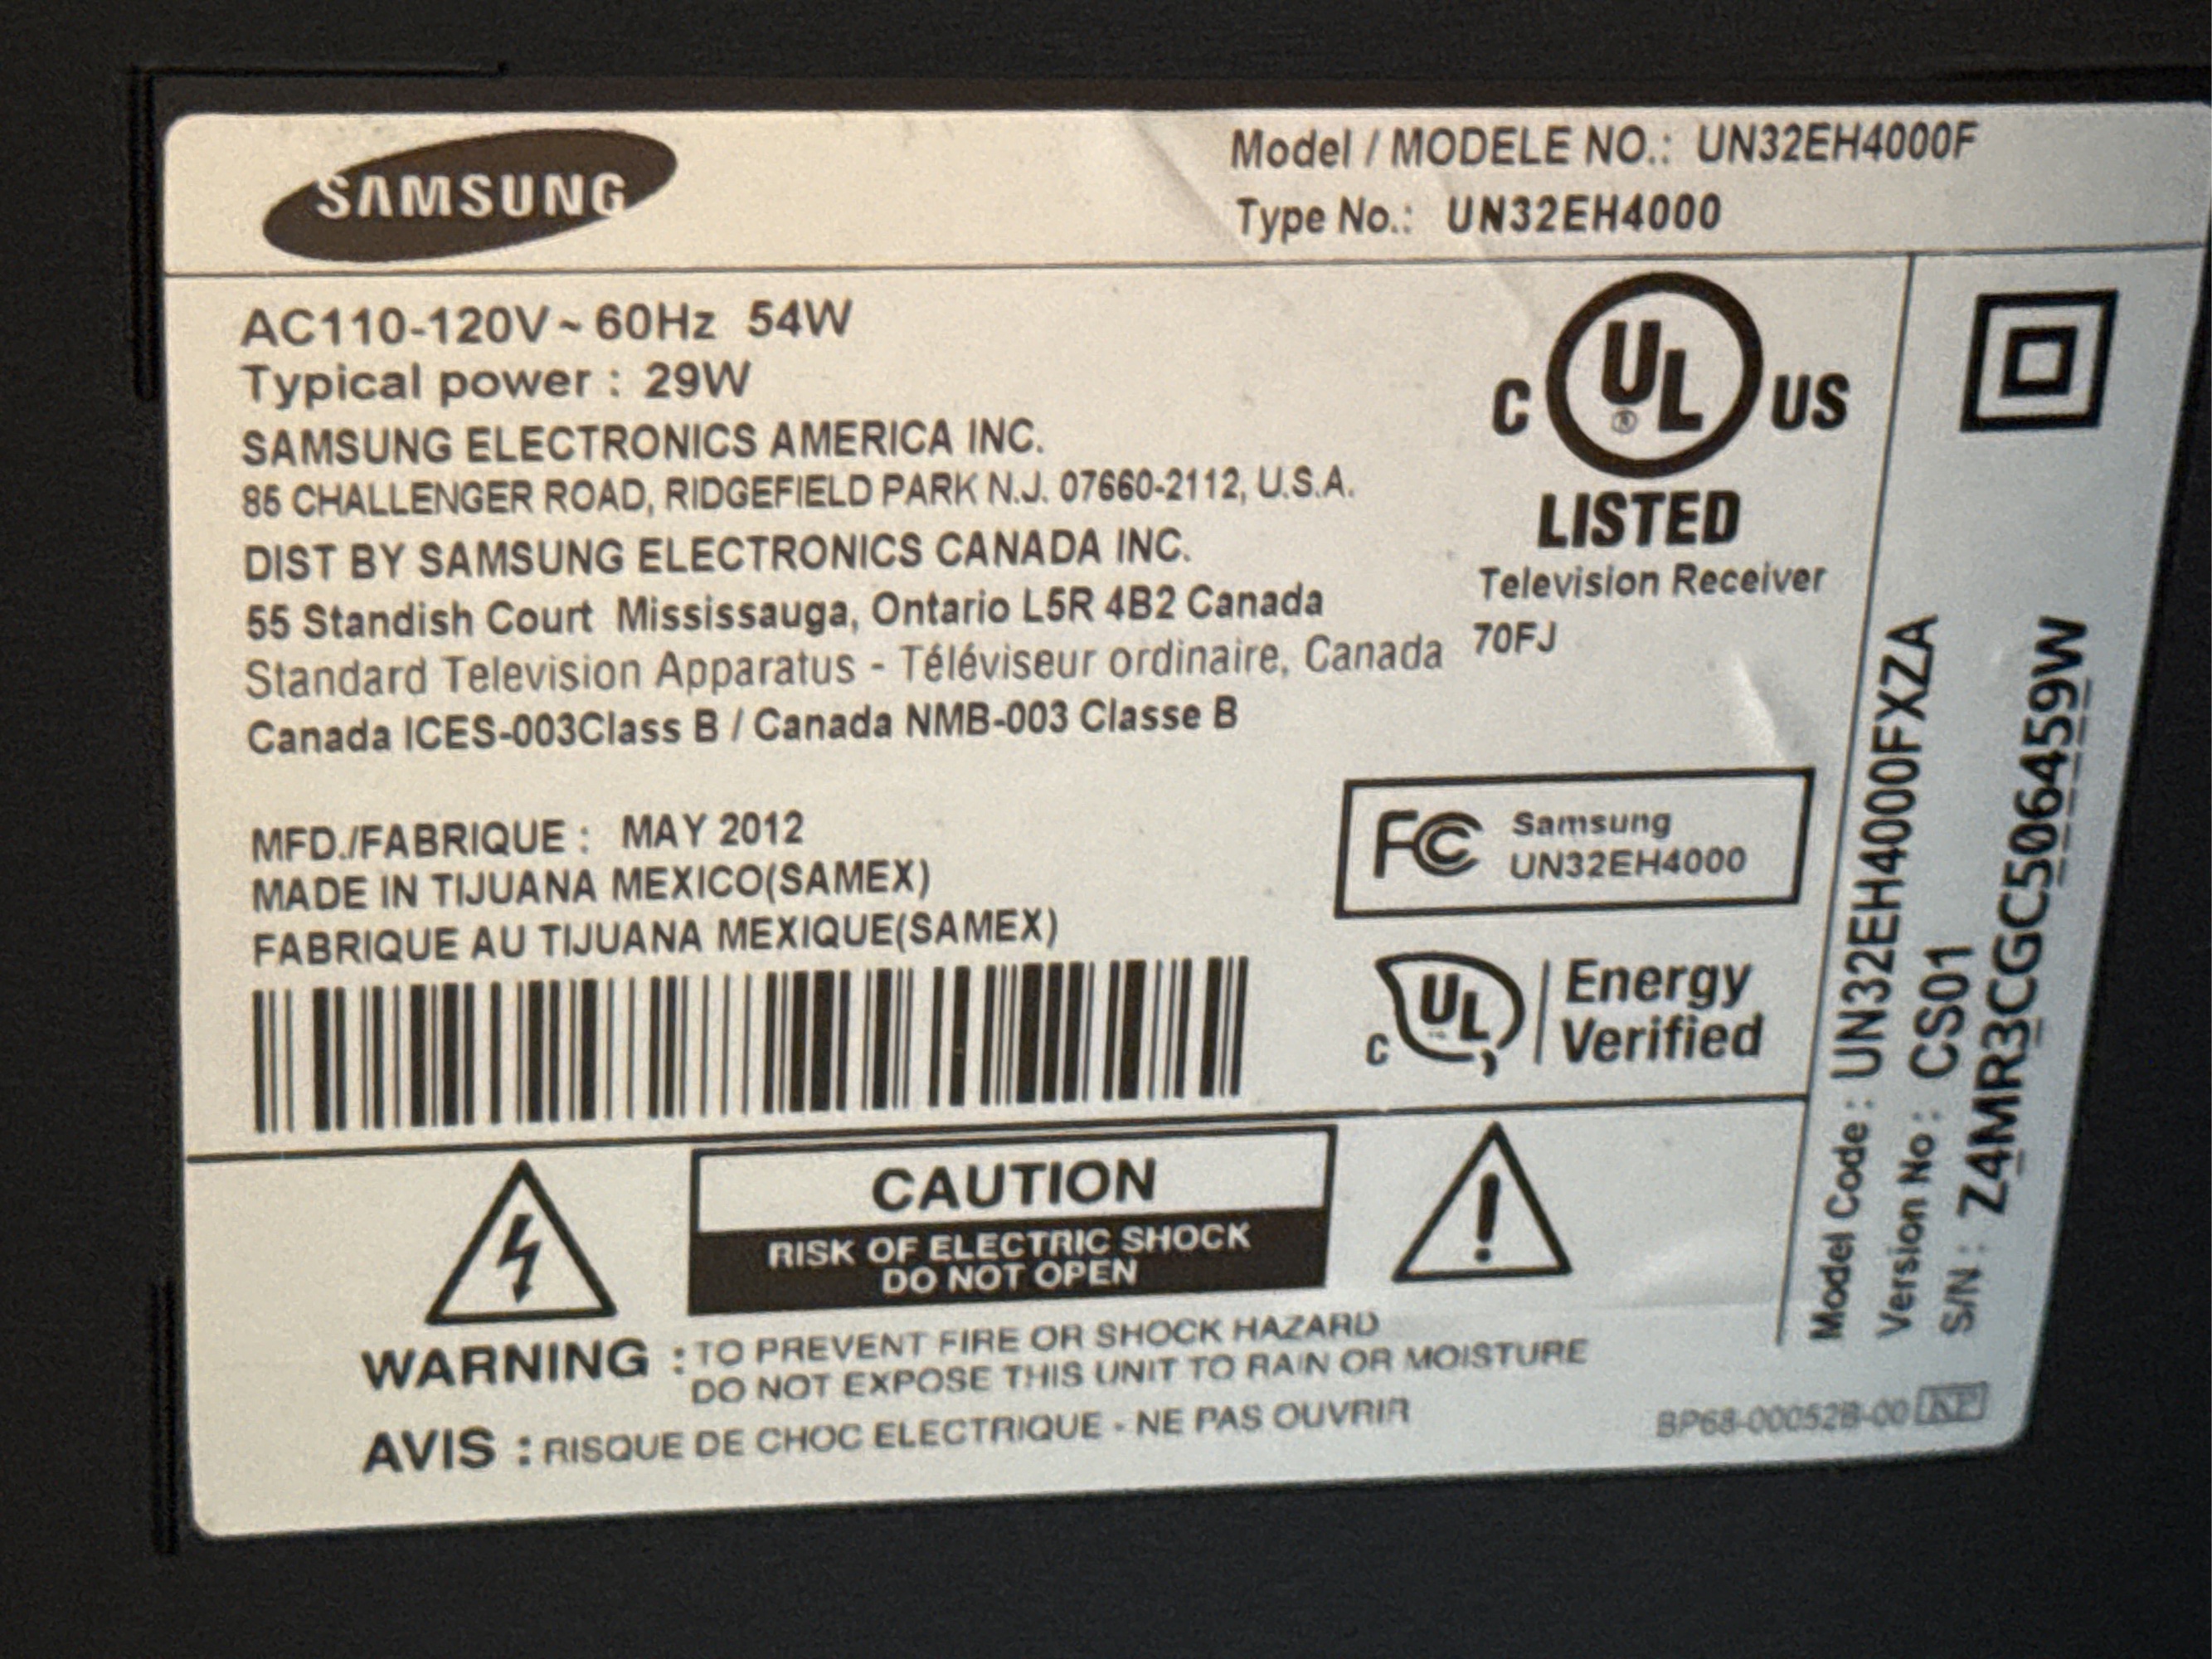 SAMSUNG
Model / MODELE NO.: UN32EH4000F
Type No.: UN32EH4000
AC110-120V~ 60Hz 54W
Typical power : 29W
SAMSUNG ELECTRONICS AMERICA INC.
85 CHALLENGER ROAD, RIDGEFIELD PARK N.J. 07660-2112, U.S.A.
DIST BY SAMSUNG ELECTRONICS CANADA INC.
55 Standish Court Mississauga, Ontario L5R 4B2 Canada
Standard Television Apparatus - Téléviseur ordinaire, Canada
Canada ICES-003Class B / Canada NMB-003 Classe B
C UL ® US
LISTED
Television Receiver
70FJ
MFD./FABRIQUE : MAY 2012
MADE IN TIJUANA MEXICO(SAMEX)
FABRIQUE AU TIJUANA MEXIQUE(SAMEX)
FC Samsung
UN32EH4000
C UL Energy
Verified
CAUTION
RISK OF ELECTRIC SHOCK
DO NOT OPEN
WARNING : TO PREVENT FIRE OR SHOCK HAZARD
DO NOT EXPOSE THIS UNIT TO RAIN OR MOISTURE
AVIS : RISQUE DE CHOC ELECTRIQUE - NE PAS OUVRIR
BP68-00052B-00
Model Code : UN32EH4000FXZA
Version No : CS01
S/N : Z4MR3CGC506459W